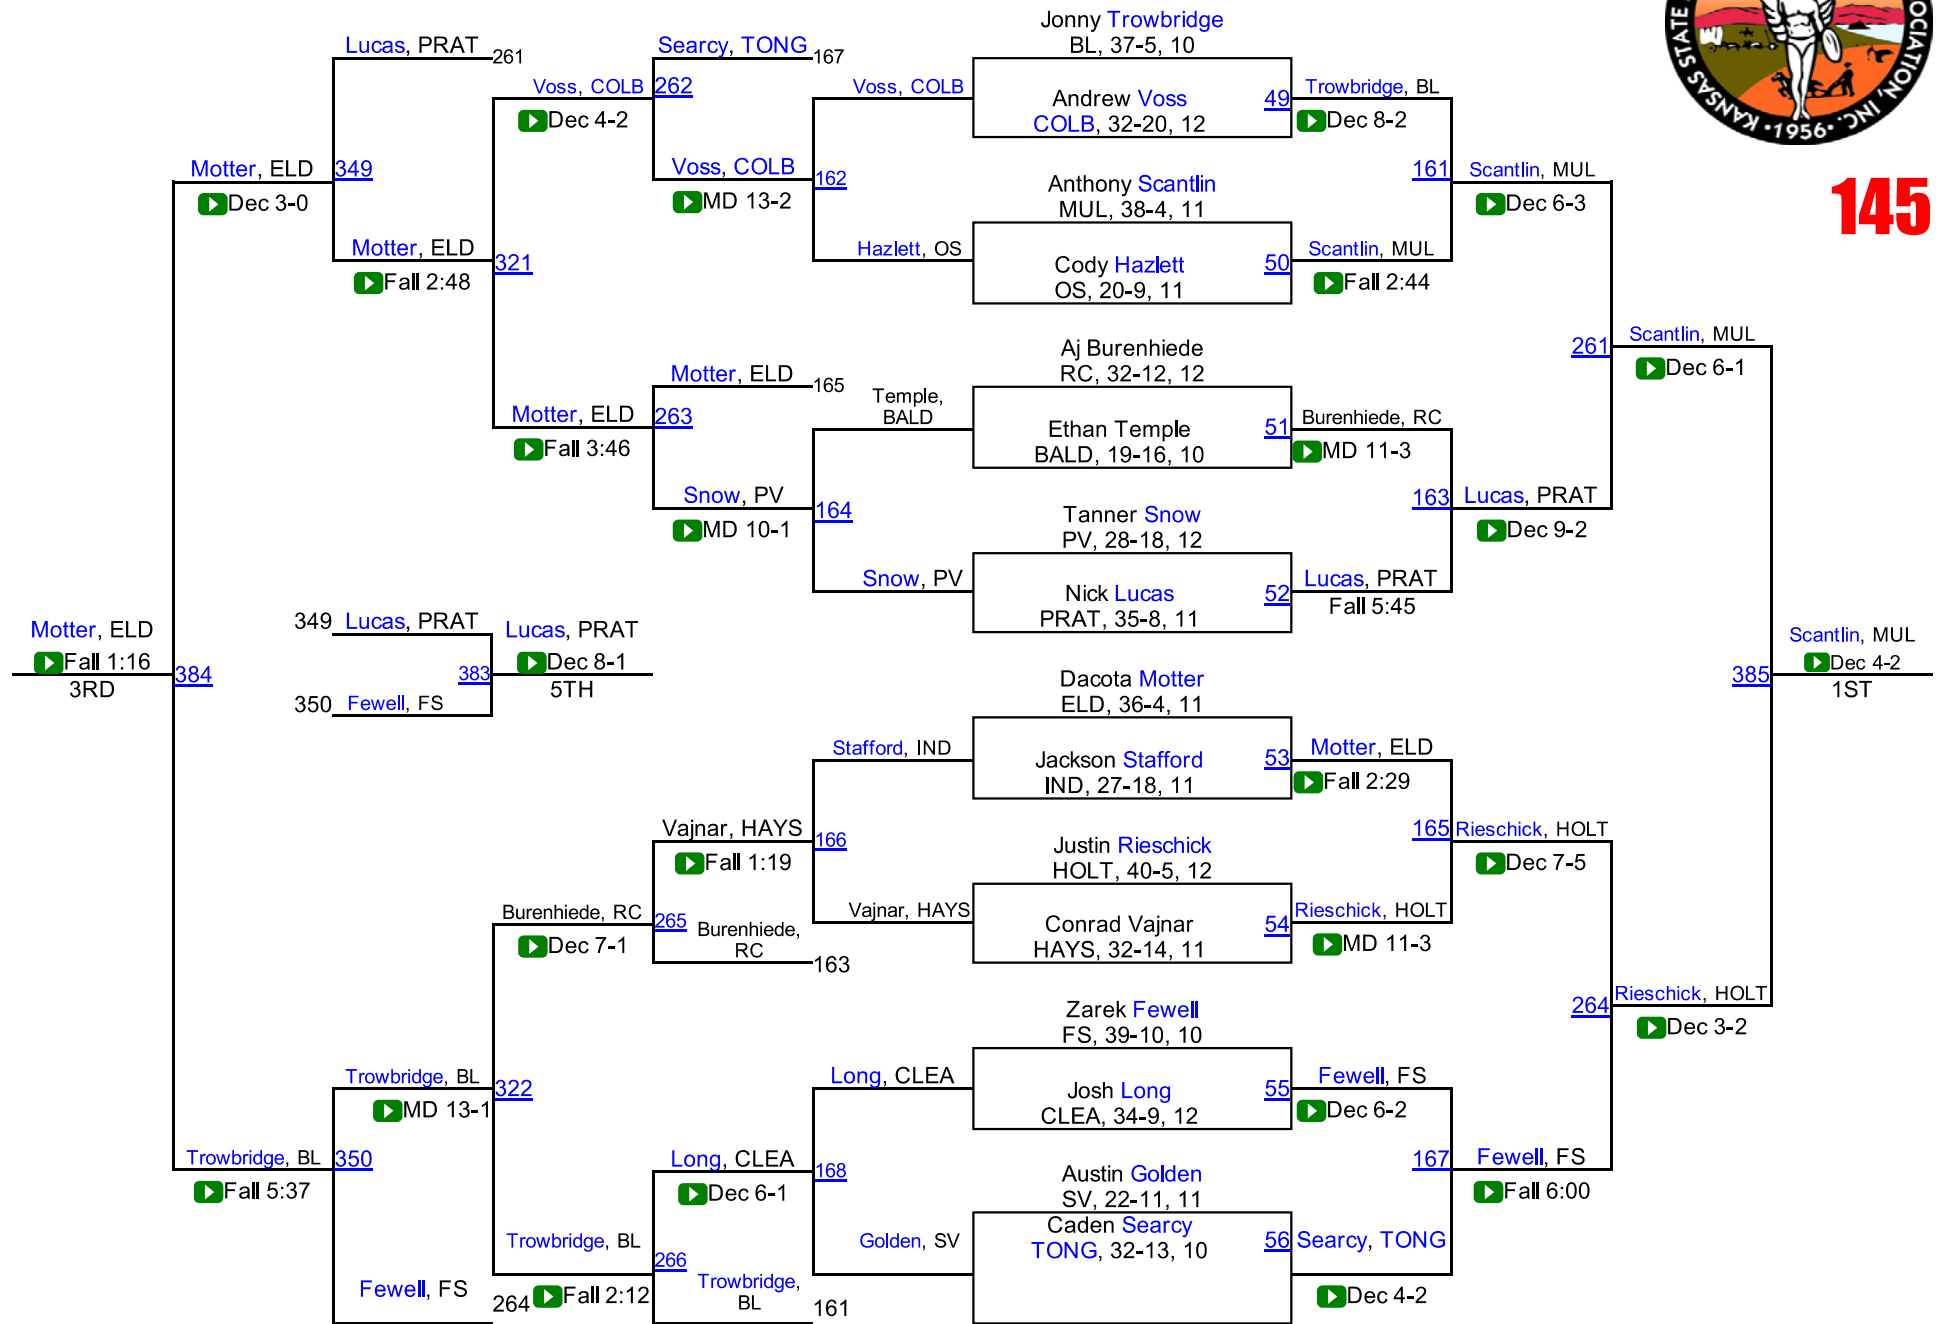 Jonny Trowbridge
BL, 37-5, 10
Andrew Voss
COLB, 32-20, 12
Anthony Scantlin
MUL, 38-4, 11
Cody Hazlett
OS, 20-9, 11
Aj Burenhiede
RC, 32-12, 12
Ethan Temple
BALD, 19-16, 10
Tanner Snow
PV, 28-18, 12
Nick Lucas
PRAT, 35-8, 11
Dacota Motter
ELD, 36-4, 11
Jackson Stafford
IND, 27-18, 11
Justin Rieschick
HOLT, 40-5, 12
Conrad Vajnar
HAYS, 32-14, 11
Zarek Fewell
FS, 39-10, 10
Josh Long
CLEA, 34-9, 12
Austin Golden
SV, 22-11, 11
Caden Searcy
TONG, 32-13, 10
49
Trowbridge, BL
Dec 8-2
50
Scantlin, MUL
Fall 2:44
51
Burenhiede, RC
MD 11-3
52
Lucas, PRAT
Fall 5:45
53
Motter, ELD
Fall 2:29
54
Rieschick, HOLT
MD 11-3
55
Fewell, FS
Dec 6-2
56
Searcy, TONG
Dec 4-2
161
Scantlin, MUL
Dec 6-3
163
Lucas, PRAT
Dec 9-2
165
Rieschick, HOLT
Dec 7-5
167
Fewell, FS
Fall 6:00
261
Scantlin, MUL
Dec 6-1
264
Rieschick, HOLT
Dec 3-2
385
Scantlin, MUL
Dec 4-2
1ST
Voss, COLB
Hazlett, OS
162
Temple,
BALD
Snow, PV
164
Stafford, IND
Vajnar, HAYS
166
Long, CLEA
Golden, SV
168
Searcy, TONG
167
262
Voss, COLB
MD 13-2
Motter, ELD
165
263
Snow, PV
MD 10-1
Vajnar, HAYS
Fall 1:19
265
Burenhiede,
RC
163
Long, CLEA
Dec 6-1
266
Trowbridge,
BL
161
Voss, COLB
Dec 4-2
321
Motter, ELD
Fall 3:46
Burenhiede, RC
Dec 7-1
322
Trowbridge, BL
Fall 2:12
Lucas, PRAT
261
349
Motter, ELD
Fall 2:48
Trowbridge, BL
MD 13-1
350
Fewell, FS
264
Motter, ELD
Dec 3-0
Trowbridge, BL
Fall 5:37
384
Motter, ELD
Fall 1:16
3RD
349
Lucas, PRAT
350
Fewell, FS
383
Lucas, PRAT
Dec 8-1
5TH
145
KANSAS STATE
OCIATION, INC.
•1956•